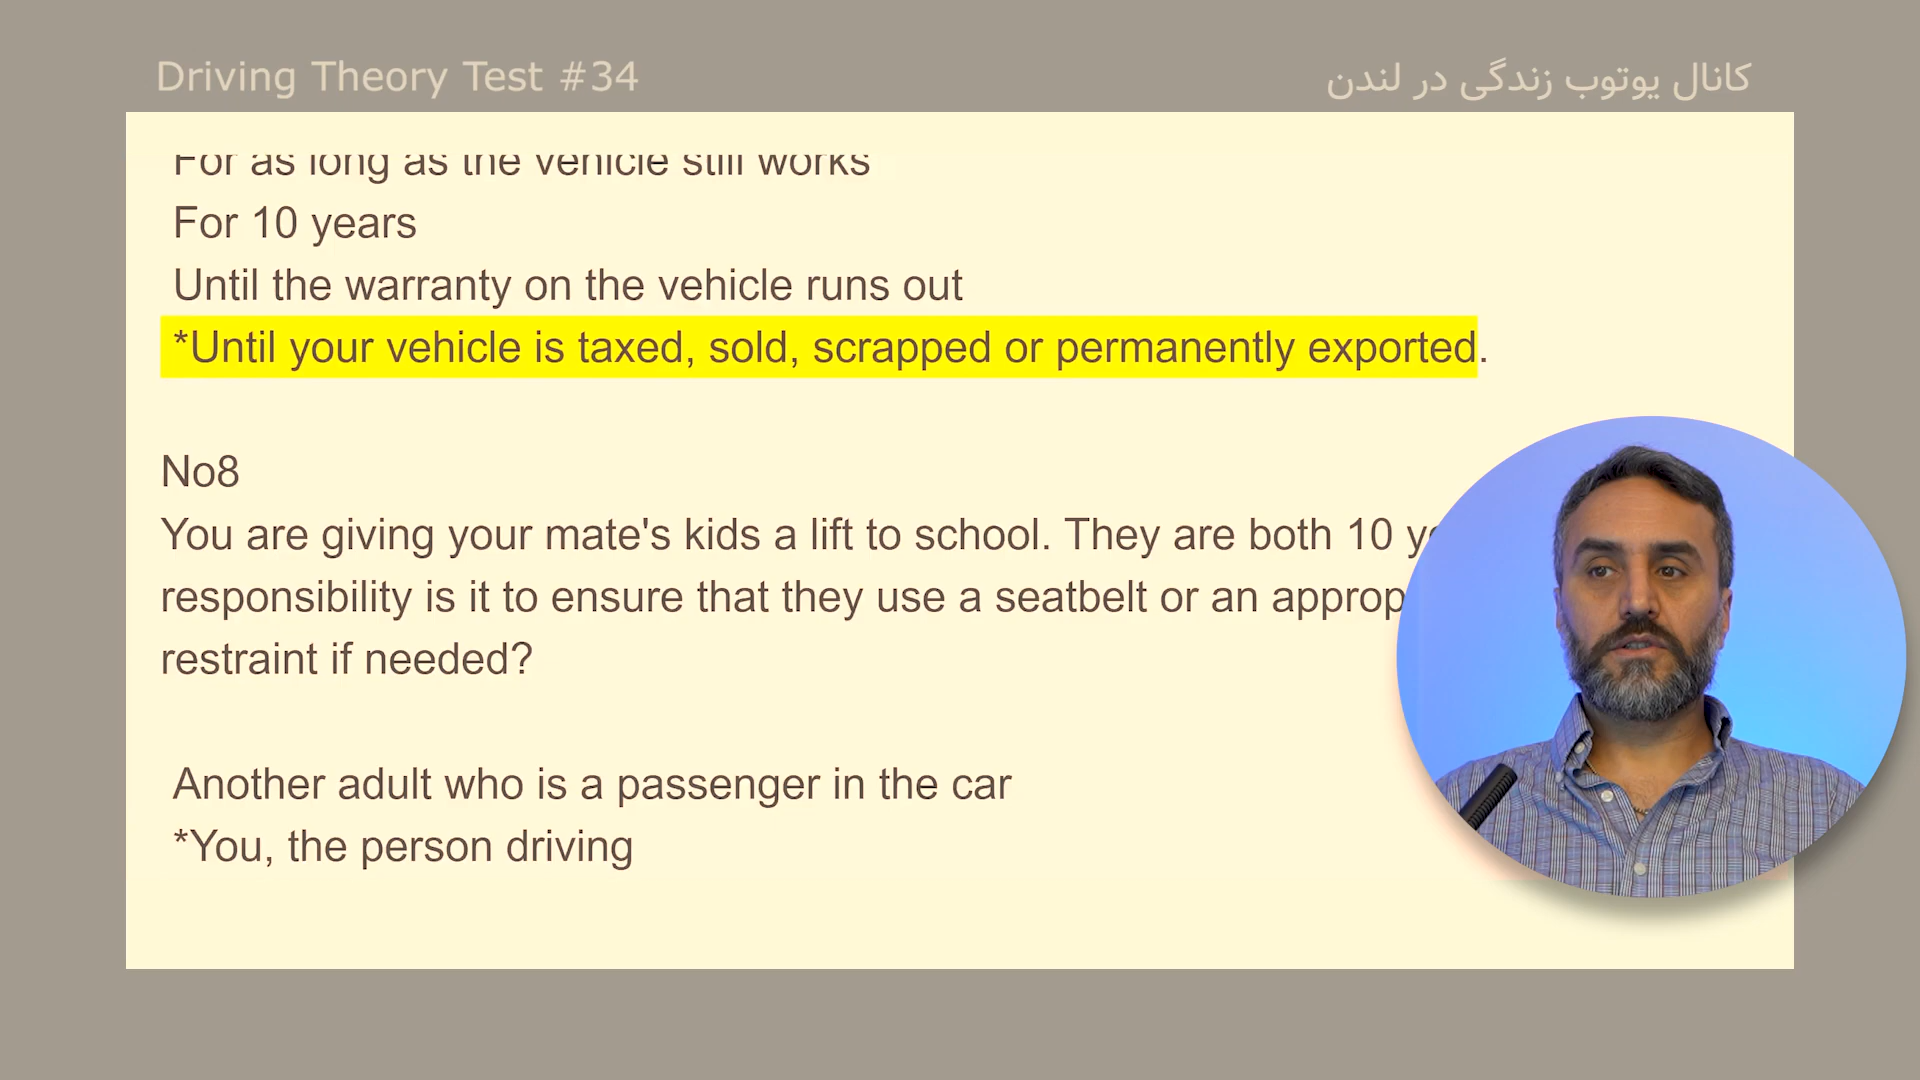 Driving Theory Test #34
کانال یوتوب زندگی در لندن
For as long as the vehicle still works
For 10 years
Until the warranty on the vehicle runs out
*Until your vehicle is taxed, sold, scrapped or permanently exported.
No8
You are giving your mate's kids a lift to school. They are both 10
responsibility is it to ensure that they use a seatbelt or an
restraint if needed?
Another adult who is a passenger in the car
*You, the person driving